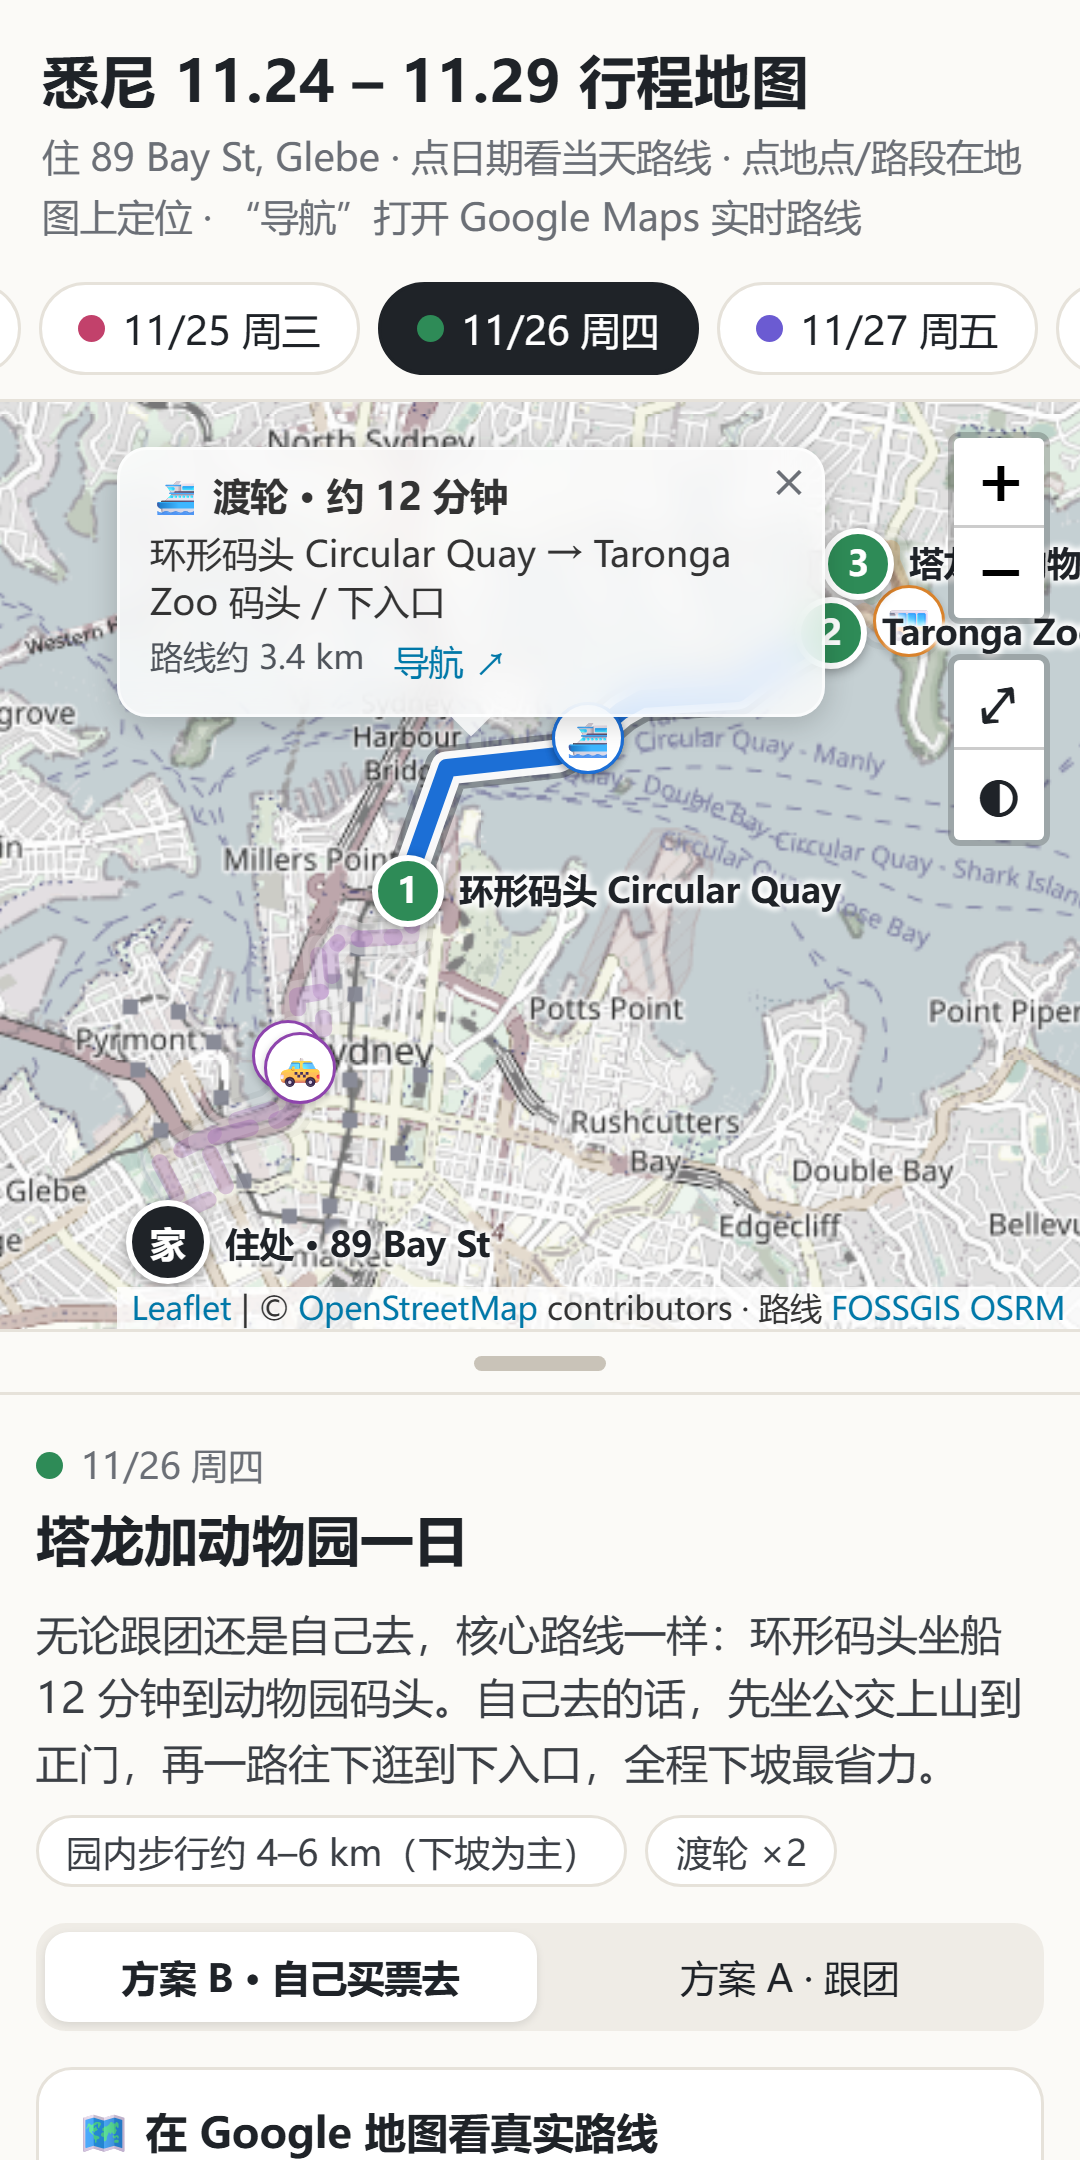 悉尼 11.24 – 11.29 行程地图
住 89 Bay St, Glebe · 点日期看当天路线 · 点地点/路段在地
图上定位 · “导航”打开 Google Maps 实时路线
11/25 周三
11/26 周四
11/27 周五
North Sydney
渡轮 · 约 12 分钟
×
环形码头 Circular Quay → Taronga
Zoo 码头 / 下入口
路线约 3.4 km 导航 ↗
3
2
Taronga Zo
+
−
Western
grove
Harbour
Bridg
Circular Quay - Manly
Quay - Double Bay
Circular Quay - Shark Islan
Circular Qu
ose Bay
in
Millers Point
1
环形码头 Circular Quay
Potts Point
Point Piper
Pyrmont
ydney
Rushcutters
Bay
Double Bay
Glebe
Edgecliff
Bellevu
ge
家
住处 · 89 Bay St
Leaflet | © OpenStreetMap contributors · 路线 FOSSGIS OSRM
11/26 周四
塔龙加动物园一日
无论跟团还是自己去，核心路线一样：环形码头坐船
12 分钟到动物园码头。自己去的话，先坐公交上山到
正门，再一路往下逛到下入口，全程下坡最省力。
园内步行约 4–6 km（下坡为主）
渡轮 ×2
方案 B · 自己买票去
方案 A · 跟团
在 Google 地图看真实路线